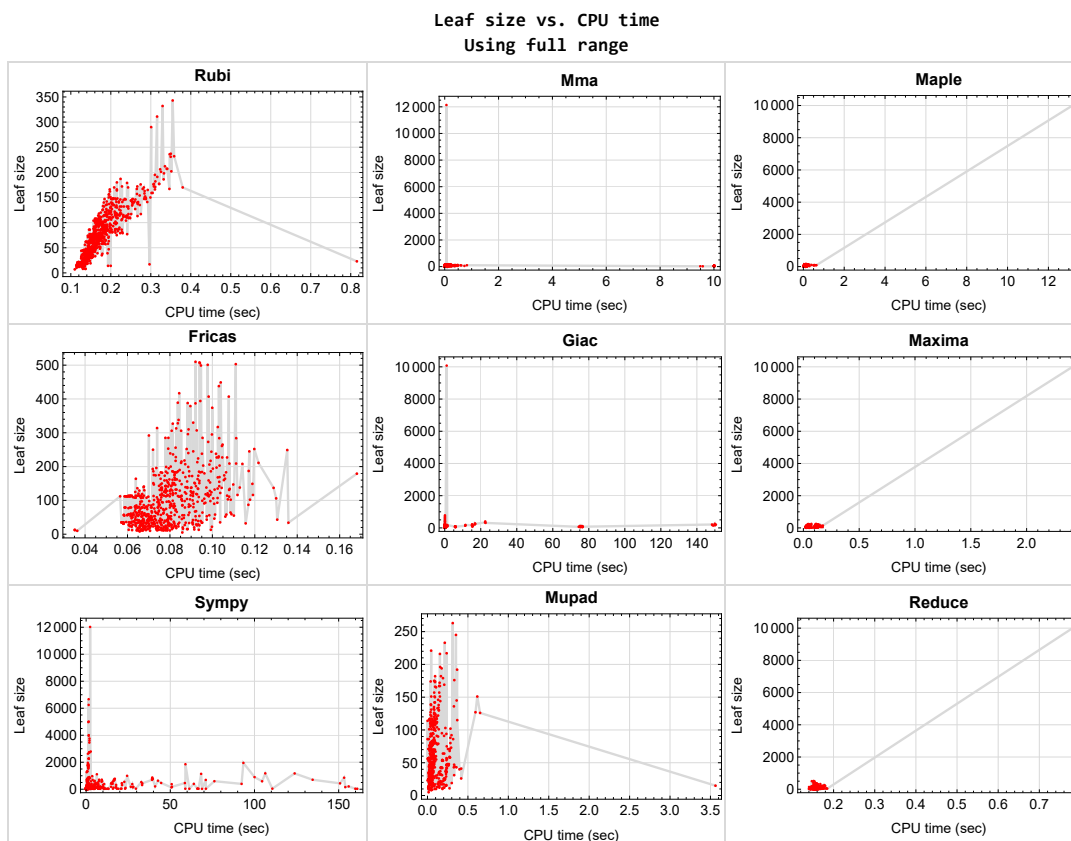 Leaf size vs. CPU time
Using full range
Rubi
Leaf size
350
300
250
200
150
100
50
0
0.1 0.2 0.3 0.4 0.5 0.6 0.7 0.8
CPU time (sec)
Mma
Leaf size
12 000
10 000
8000
6000
4000
2000
0
0 2 4 6 8 10
CPU time (sec)
Maple
Leaf size
10 000
8000
6000
4000
2000
0
0 2 4 6 8 10 12
CPU time (sec)
Fricas
Leaf size
500
400
300
200
100
0
0.04 0.06 0.08 0.10 0.12 0.14 0.16
CPU time (sec)
Giac
Leaf size
10 000
8000
6000
4000
2000
0
0 20 40 60 80 100 120 140
CPU time (sec)
Maxima
Leaf size
10 000
8000
6000
4000
2000
0
0.0 0.5 1.0 1.5 2.0
CPU time (sec)
Sympy
Leaf size
12 000
10 000
8000
6000
4000
2000
0
0 50 100 150
CPU time (sec)
Mupad
Leaf size
250
200
150
100
50
0
0.0 0.5 1.0 1.5 2.0 2.5 3.0 3.5
CPU time (sec)
Reduce
Leaf size
10 000
8000
6000
4000
2000
0
0.2 0.3 0.4 0.5 0.6 0.7
CPU time (sec)